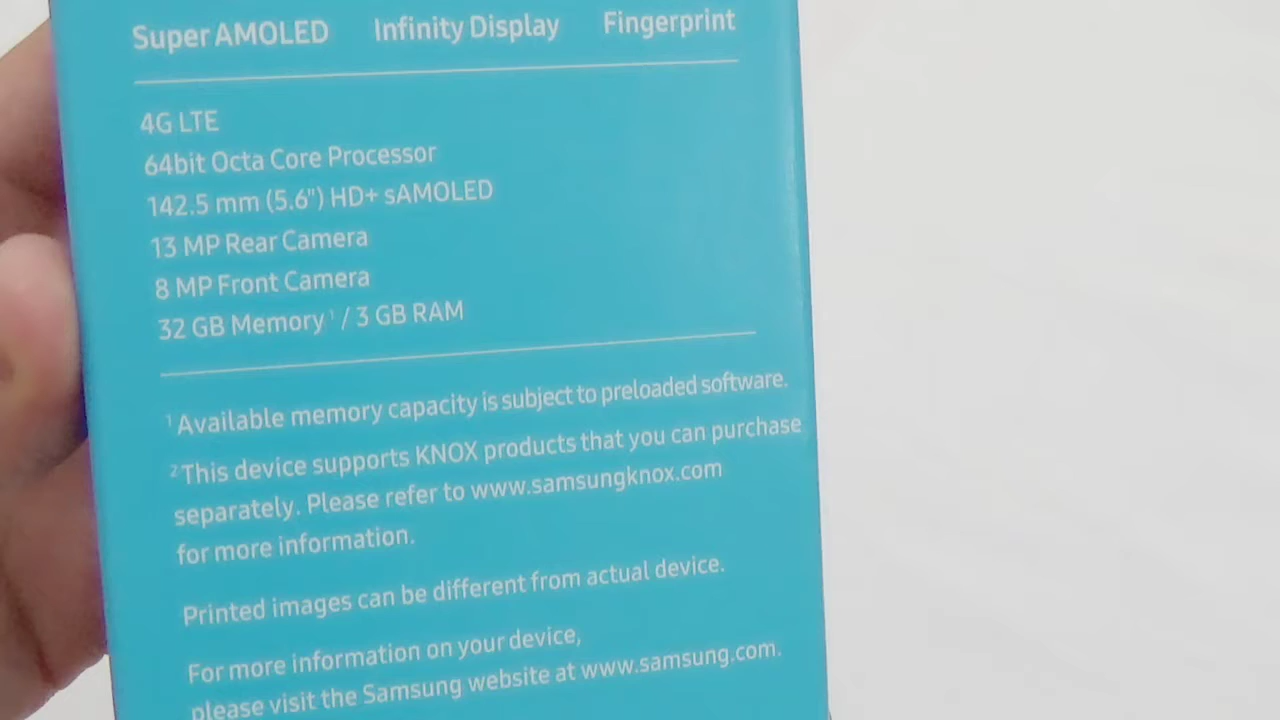 Super AMOLED Infinity Display Fingerprint
4G LTE
64bit Octa Core Processor
142.5 mm (5.6") HD+ sAMOLED
13 MP Rear Camera
8 MP Front Camera
32 GB Memory¹ / 3 GB RAM
¹Available memory capacity is subject to preloaded software.
²This device supports KNOX products that you can purchase
separately. Please refer to www.samsungknox.com
for more information.
Printed images can be different from actual device.
For more information on your device,
please visit the Samsung website at www.samsung.com.